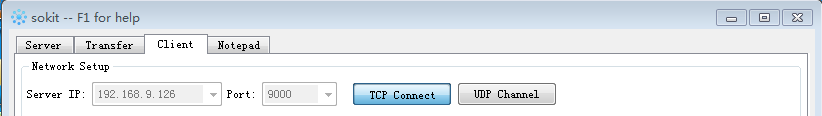 sokit -- F1 for help
Server Transfer Client Notepad
Network Setup
Server IP: 192.168.9.126 Port: 9000 TCP Connect UDP Channel